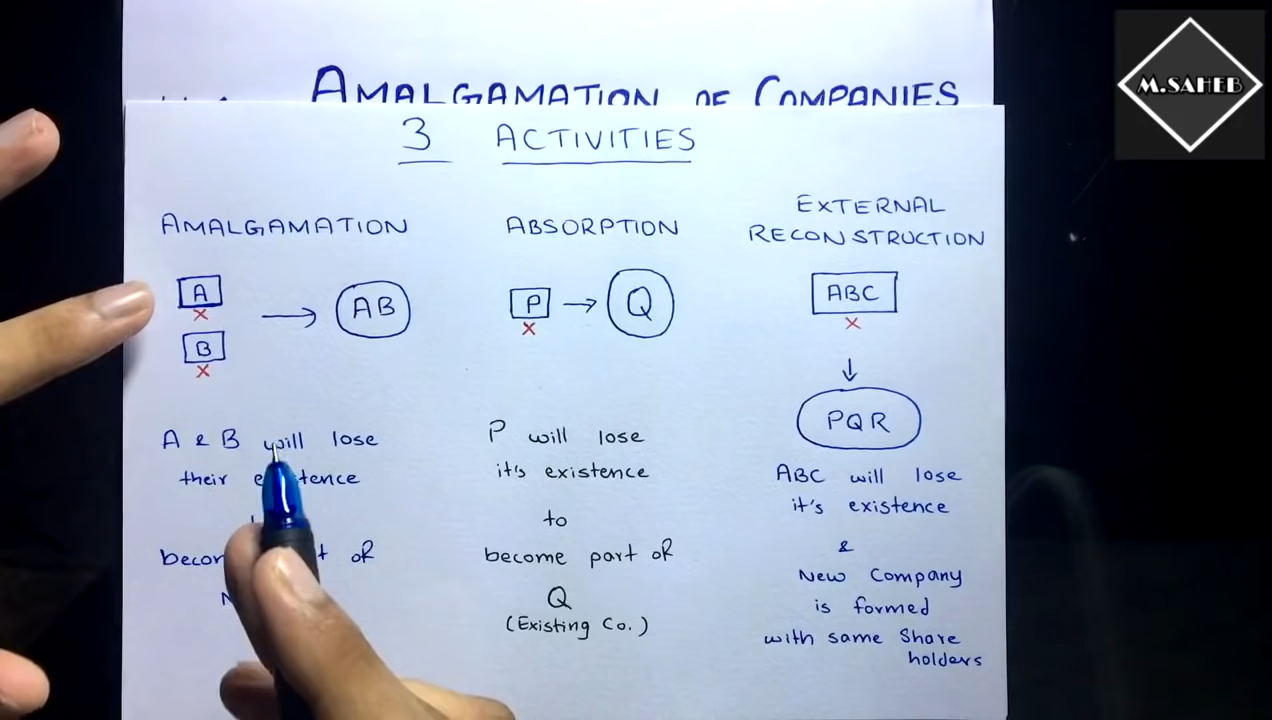 AMALGAMATION OF COMPANIES
3 ACTIVITIES
AMALGAMATION
A
B
AB
A & B will lose
their
of
ABSORPTION
P
Q
P will lose
it's existence
to
become part of
Q
(Existing Co.)
EXTERNAL
RECONSTRUCTION
ABC
PQR
ABC will lose
it's existence
&
New Company
is formed
with same Share
holders
M.SAHEB